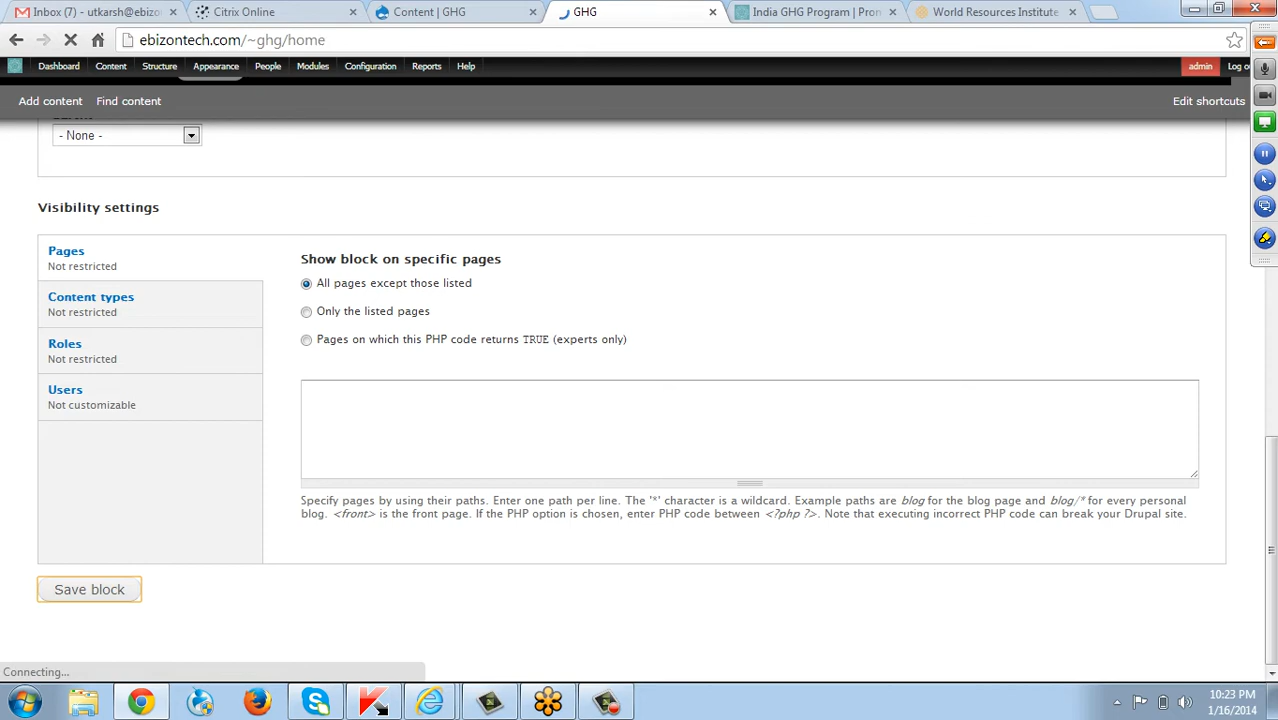 Inbox (7) - utkarsh@ebizo
Citrix Online
Content | GHG
GHG
India GHG Program | Pron
World Resources Institute
ebizontech.com/~ghg/home
Dashboard
Content
Structure
Appearance
People
Modules
Configuration
Reports
Help
admin
Log o
Add content
Find content
Edit shortcuts
- None -
Visibility settings
Pages
Not restricted
Content types
Not restricted
Roles
Not restricted
Users
Not customizable
Show block on specific pages
All pages except those listed
Only the listed pages
Pages on which this PHP code returns TRUE (experts only)
Specify pages by using their paths. Enter one path per line. The '*' character is a wildcard. Example paths are blog for the blog page and blog/* for every personal
blog. <front> is the front page. If the PHP option is chosen, enter PHP code between <?php ?>. Note that executing incorrect PHP code can break your Drupal site.
Save block
Connecting...
10:23 PM
1/16/2014